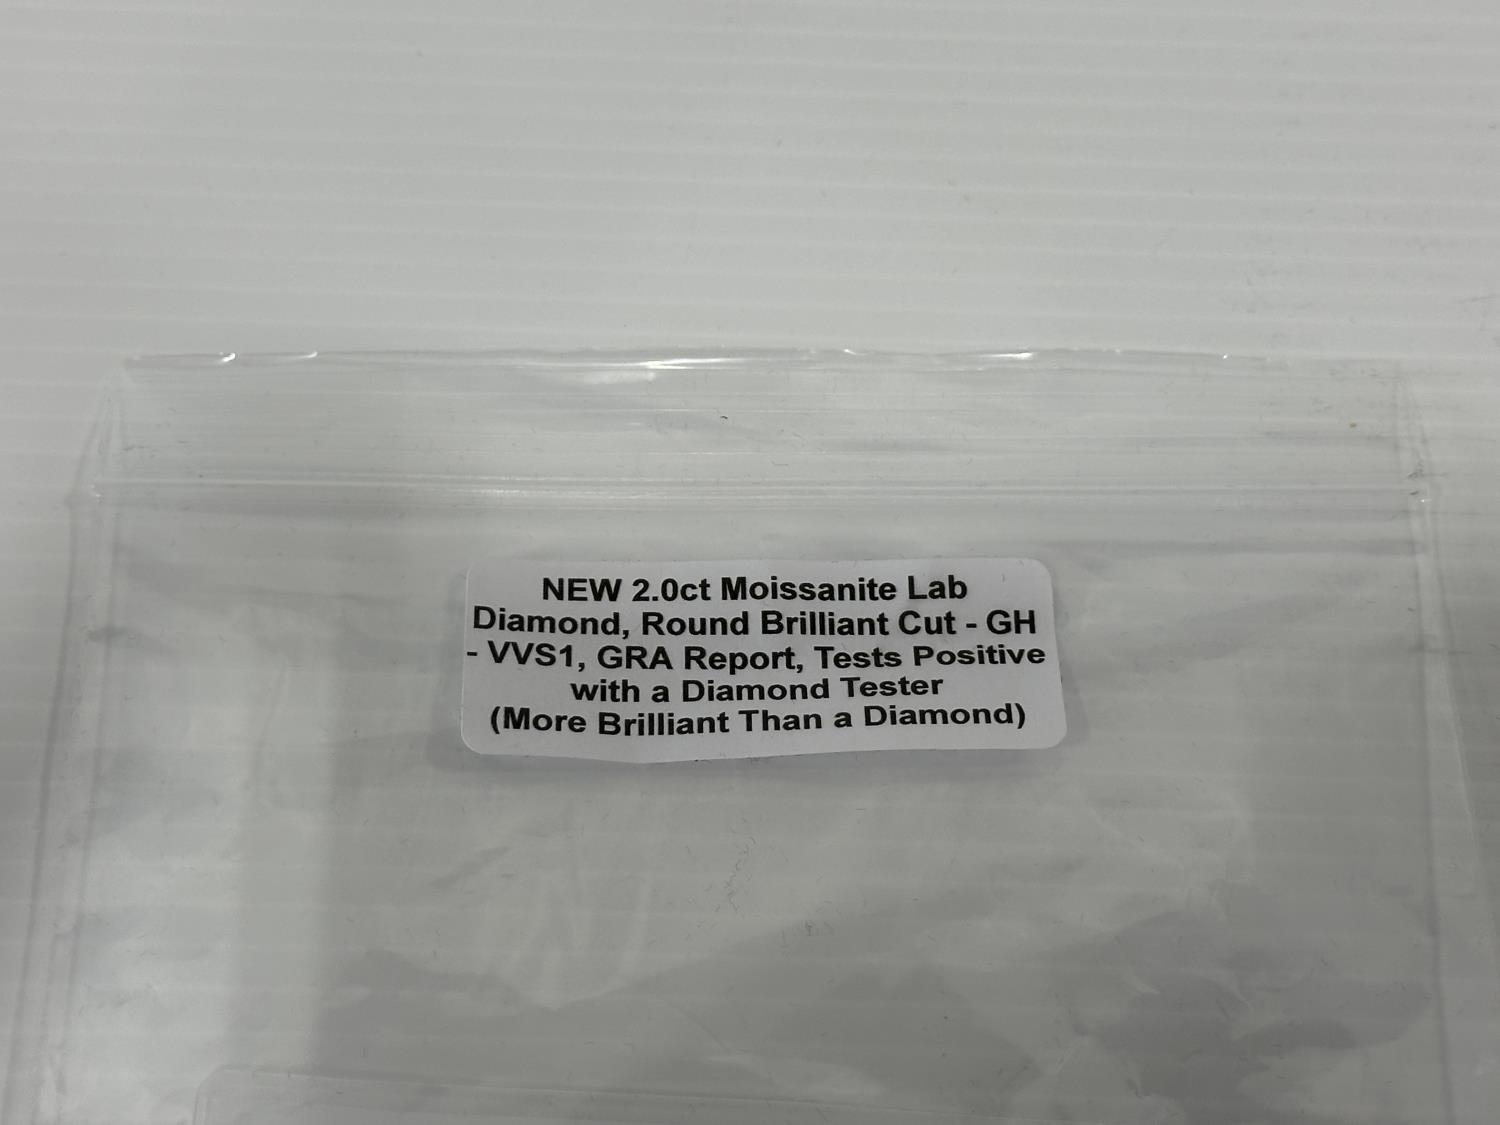 NEW 2.0ct Moissanite Lab
Diamond, Round Brilliant Cut - GH
- VVS1, GRA Report, Tests Positive
with a Diamond Tester
(More Brilliant Than a Diamond)